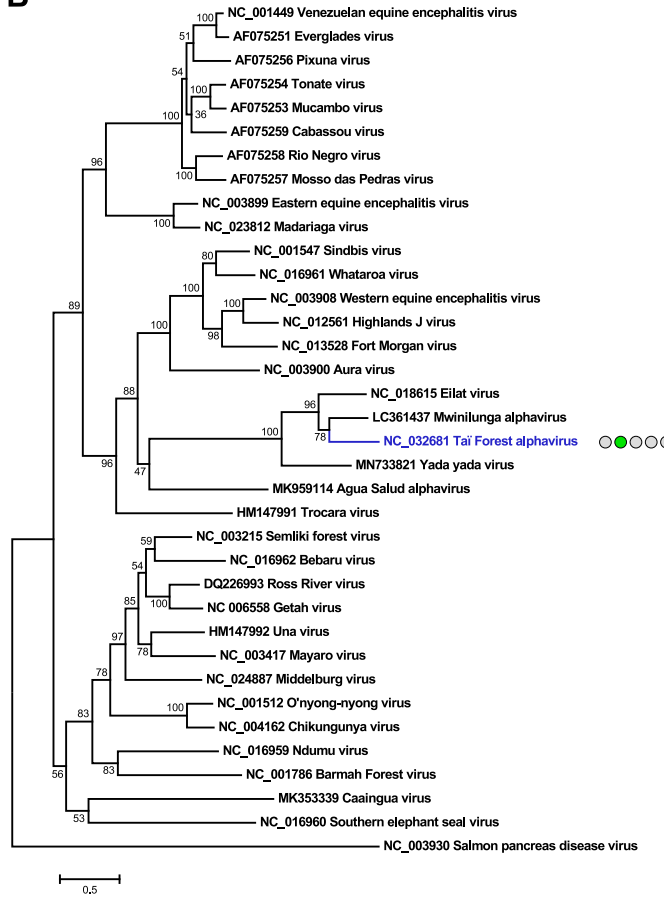 NC_001449 Venezuelan equine encephalitis virus
100
AF075251 Everglades virus
51
AF075256 Pixuna virus
54
AF075254 Tonate virus
100
AF075253 Mucambo virus
36
100
AF075259 Cabassou virus
AF075258 Rio Negro virus
96
100
AF075257 Mosso das Pedras virus
NC_003899 Eastern equine encephalitis virus
100
NC_023812 Madariaga virus
NC_001547 Sindbis virus
80
NC_016961 Whataroa virus
100
NC_003908 Western equine encephalitis virus
100
89
NC_012561 Highlands J virus
100
98
NC_013528 Fort Morgan virus
NC_003900 Aura virus
88
NC_018615 Eilat virus
96
LC361437 Mwinilunga alphavirus
100
78
NC_032681 Taï Forest alphavirus
96
47
MN733821 Yada yada virus
MK959114 Agua Salud alphavirus
HM147991 Trocara virus
NC_003215 Semliki forest virus
59
NC_016962 Bebaru virus
54
DQ226993 Ross River virus
85
100
NC 006558 Getah virus
HM147992 Una virus
97
78
NC_003417 Mayaro virus
78
NC_024887 Middelburg virus
NC_001512 O'nyong-nyong virus
100
83
NC_004162 Chikungunya virus
NC_016959 Ndumu virus
56
83
NC_001786 Barmah Forest virus
MK353339 Caaingua virus
53
NC_016960 Southern elephant seal virus
NC_003930 Salmon pancreas disease virus
0.5